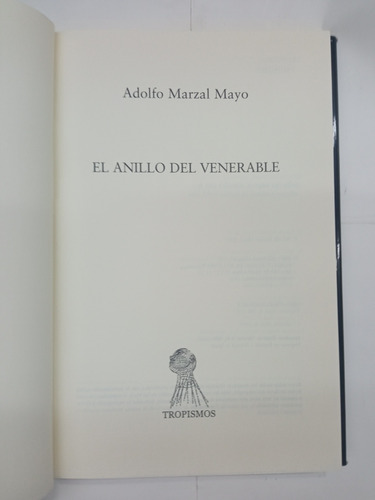 Adolfo Marzal Mayo
EL ANILLO DEL VENERABLE
TROPISMOS